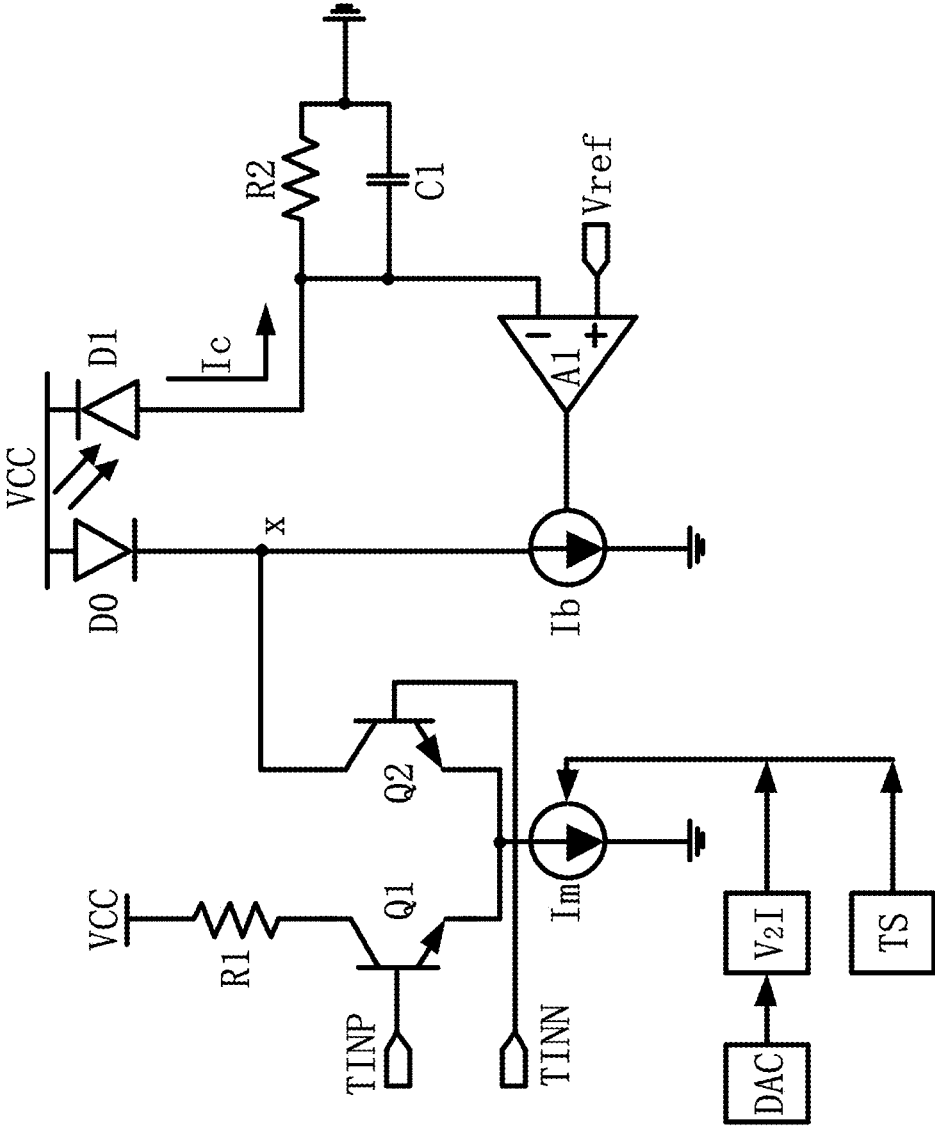 VCC
D0
D1
Ic
R2
C1
x
VCC
R1
Q1
Q2
TINP
TINN
Im
Ib
A1
−
+
Vref
DAC
V2I
TS